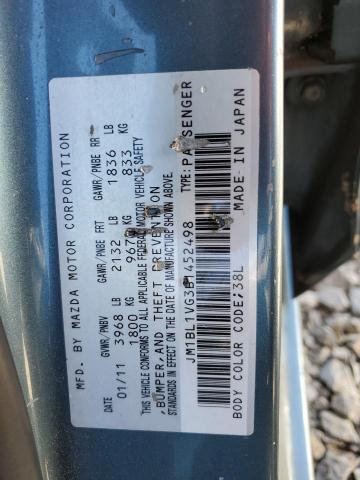 MFD. BY MAZDA MOTOR CORPORATION
DATE GVWR/PNBV GAWR/PNBE FRT GAWR/PNBE RR
01/11 3968 LB 2132 LB 1836 LB
1800 KG 967 KG 833 KG
THIS VEHICLE CONFORMS TO ALL APPLICABLE FEDERAL MOTOR VEHICLE SAFETY
, BUMPER, AND THEFT PREVENTION
STANDARDS IN EFFECT ON THE DATE OF MANUFACTURE SHOWN ABOVE.
JM1BL1VG3B1452498 TYPE: PASSENGER
BODY COLOR CODE: 38L MADE IN JAPAN